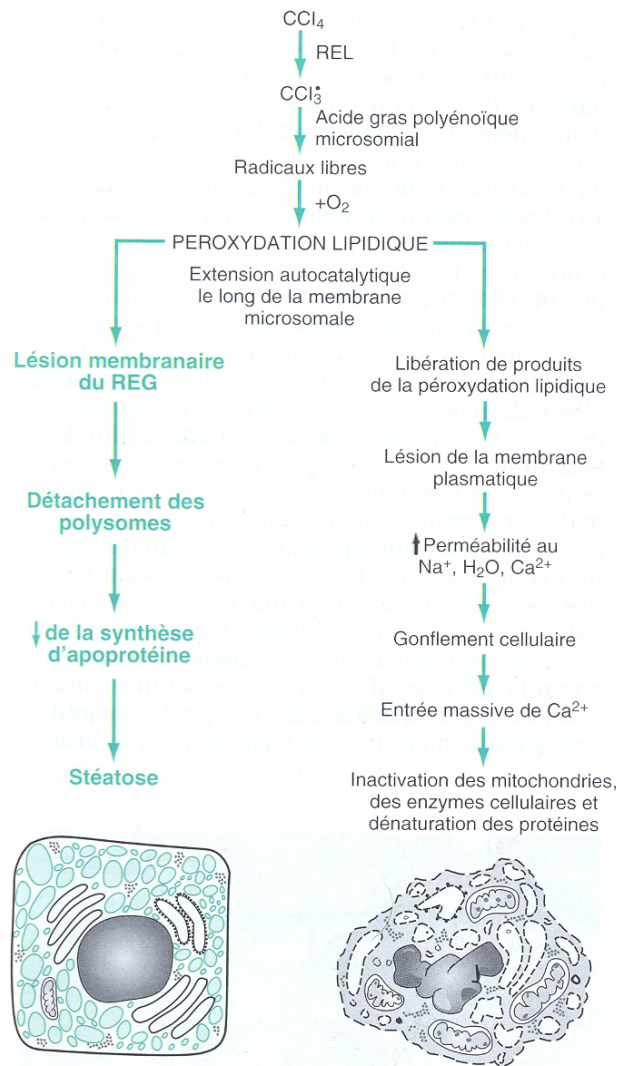 CCl₄
REL
CCl₃•
Acide gras polyénoïque
microsomial
Radicaux libres
+O₂
PEROXYDATION LIPIDIQUE
Extension autocatalytique
le long de la membrane
microsomale
Lésion membranaire
du REG
Détachement des
polysomes
↓ de la synthèse
d'apoprotéine
Stéatose
Libération de produits
de la péroxydation lipidique
Lésion de la membrane
plasmatique
↑ Perméabilité au
Na⁺, H₂O, Ca²⁺
Gonflement cellulaire
Entrée massive de Ca²⁺
Inactivation des mitochondries,
des enzymes cellulaires et
dénaturation des protéines